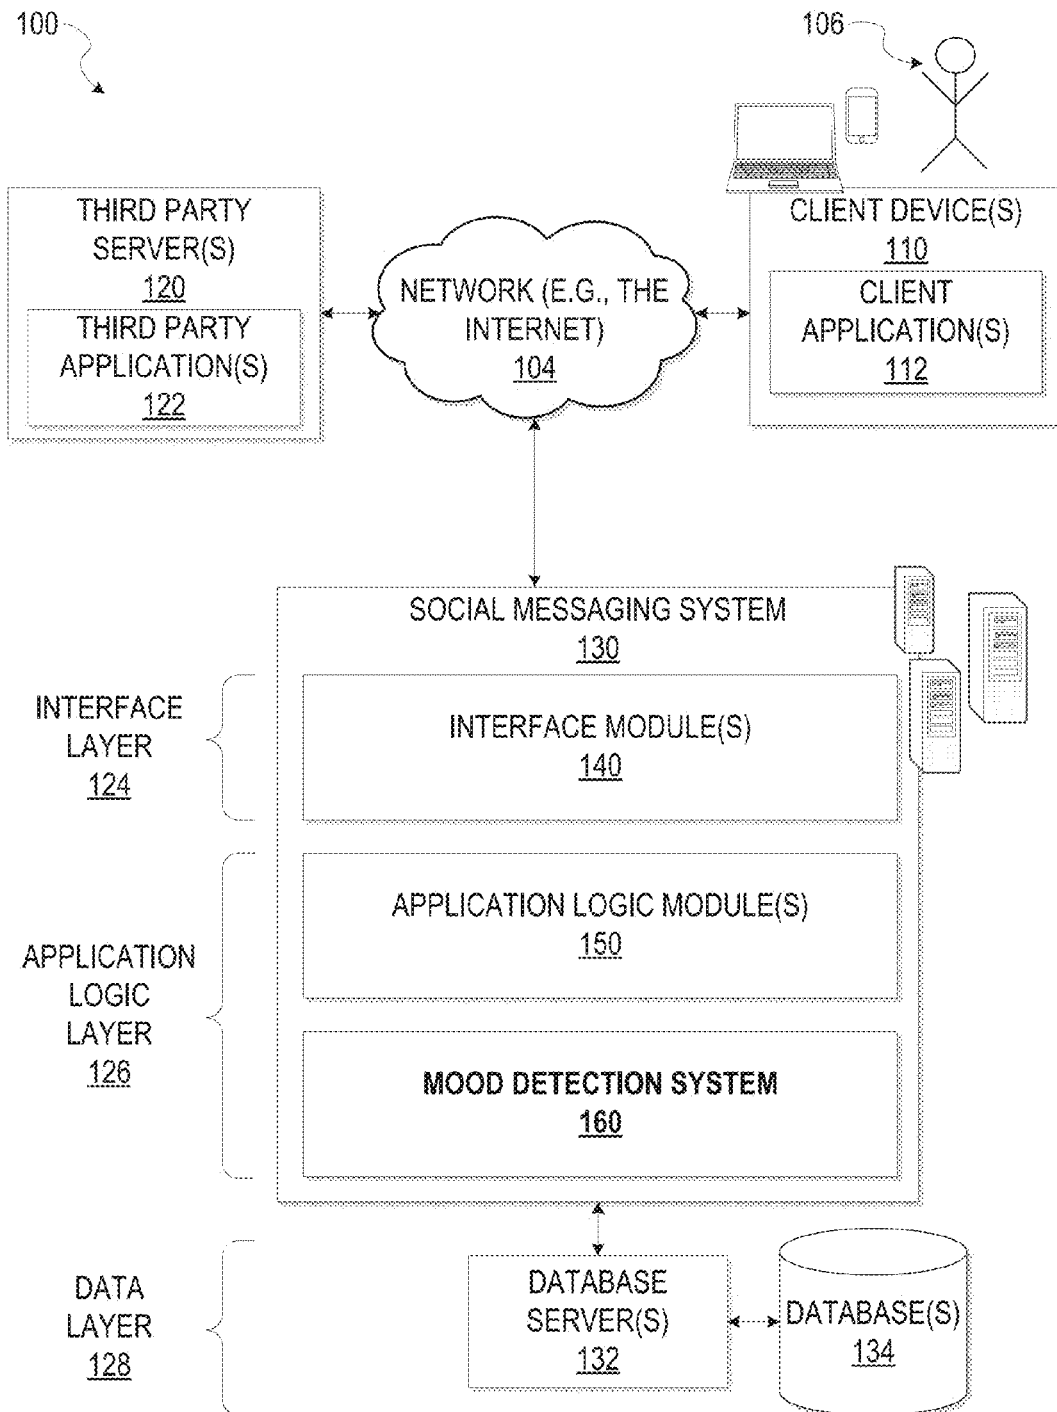 100
106
THIRD PARTY
SERVER(S)
120
THIRD PARTY
APPLICATION(S)
122
NETWORK (E.G., THE
INTERNET)
104
CLIENT DEVICE(S)
110
CLIENT
APPLICATION(S)
112
SOCIAL MESSAGING SYSTEM
130
INTERFACE
LAYER
124
INTERFACE MODULE(S)
140
APPLICATION
LOGIC
LAYER
126
APPLICATION LOGIC MODULE(S)
150
MOOD DETECTION SYSTEM
160
DATA
LAYER
128
DATABASE
SERVER(S)
132
DATABASE(S)
134